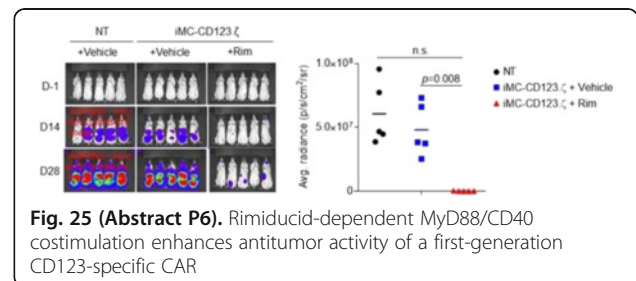 NT iMC-CD123.ζ
+Vehicle +Vehicle +Rim
D-1
D14
D28
n.s.
p=0.008
1.0×10⁸
5.0×10⁷
0
Avg. radiance (p/s/cm²/sr)
NT
iMC-CD123.ζ + Vehicle
iMC-CD123.ζ + Rim
Fig. 25 (Abstract P6). Rimiducid-dependent MyD88/CD40
costimulation enhances antitumor activity of a first-generation
CD123-specific CAR